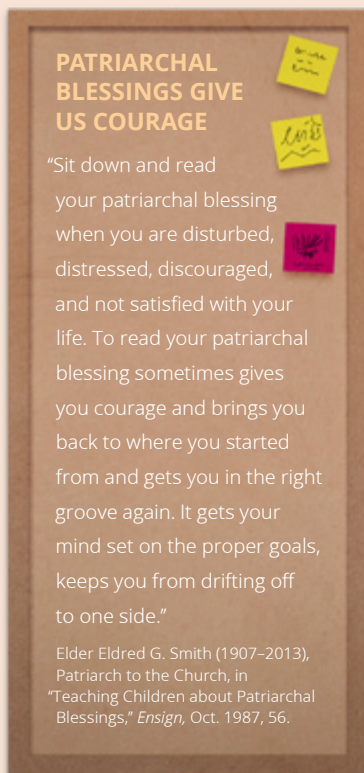 PATRIARCHAL
BLESSINGS GIVE
US COURAGE
“Sit down and read
your patriarchal blessing
when you are disturbed,
distressed, discouraged,
and not satisfied with your
life. To read your patriarchal
blessing sometimes gives
you courage and brings you
back to where you started
from and gets you in the right
groove again. It gets your
mind set on the proper goals,
keeps you from drifting off
to one side.”
Elder Eldred G. Smith (1907–2013),
Patriarch to the Church, in
“Teaching Children about Patriarchal
Blessings,” Ensign, Oct. 1987, 56.